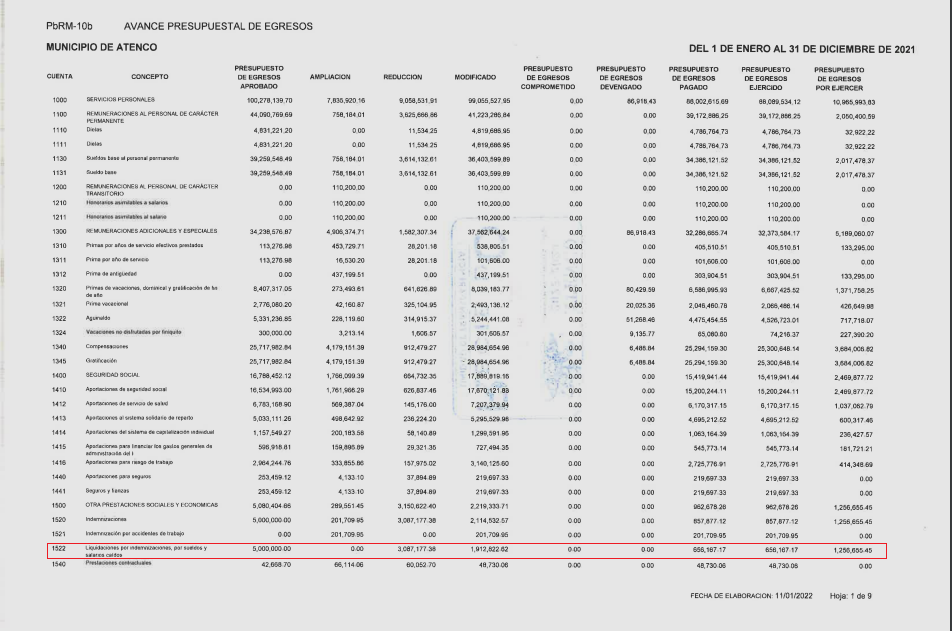 PbRM-10b AVANCE PRESUPUESTAL DE EGRESOS
MUNICIPIO DE ATENCO DEL 1 DE ENERO AL 31 DE DICIEMBRE DE 2021
CUENTA CONCEPTO PRESUPUESTO DE EGRESOS APROBADO AMPLIACION REDUCCION MODIFICADO PRESUPUESTO DE EGRESOS COMPROMETIDO PRESUPUESTO DE EGRESOS DEVENGADO PRESUPUESTO DE EGRESOS PAGADO PRESUPUESTO DE EGRESOS EJERCIDO PRESUPUESTO DE EGRESOS POR EJERCER
1000 SERVICIOS PERSONALES 100,278,139.70 7,835,920.16 9,058,531.91 99,055,527.95 0.00 86,918.43 88,002,615.69 88,089,534.12 10,965,993.83
1100 REMUNERACIONES AL PERSONAL DE CARÁCTER PERMANENTE 44,090,769.69 758,184.01 3,625,666.86 41,223,286.84 0.00 0.00 39,172,886.25 39,172,886.25 2,050,400.59
1110 Dietas 4,831,221.20 0.00 11,534.25 4,819,686.95 0.00 0.00 4,786,764.73 4,786,764.73 32,922.22
1111 Dietas 4,831,221.20 0.00 11,534.25 4,819,686.95 0.00 0.00 4,786,764.73 4,786,764.73 32,922.22
1130 Sueldos base al personal permanente 39,259,548.49 758,184.01 3,614,132.61 36,403,599.89 0.00 0.00 34,386,121.52 34,386,121.52 2,017,478.37
1131 Sueldo base 39,259,548.49 758,184.01 3,614,132.61 36,403,599.89 0.00 0.00 34,386,121.52 34,386,121.52 2,017,478.37
1200 REMUNERACIONES AL PERSONAL DE CARÁCTER TRANSITORIO 0.00 110,200.00 0.00 110,200.00 0.00 0.00 110,200.00 110,200.00 0.00
1210 Honorarios asimilables a salarios 0.00 110,200.00 0.00 110,200.00 0.00 0.00 110,200.00 110,200.00 0.00
1211 Honorarios asimilables al salario 0.00 110,200.00 0.00 110,200.00 0.00 0.00 110,200.00 110,200.00 0.00
1300 REMUNERACIONES ADICIONALES Y ESPECIALES 34,238,576.87 4,906,374.71 1,582,307.34 37,562,644.24 0.00 86,918.43 32,286,665.74 32,373,584.17 5,189,060.07
1310 Primas por años de servicio efectivos prestados 113,276.98 453,729.71 28,201.18 538,805.51 0.00 0.00 405,510.51 405,510.51 133,295.00
1311 Prima por año de servicio 113,276.98 16,530.20 28,201.18 101,606.00 0.00 0.00 101,606.00 101,606.00 0.00
1312 Prima de antigüedad 0.00 437,199.51 0.00 437,199.51 0.00 0.00 303,904.51 303,904.51 133,295.00
1320 Primas de vacaciones, dominical y gratificación de fin de año 8,407,317.05 273,493.61 641,626.89 8,039,183.77 0.00 80,429.59 6,586,995.93 6,667,425.52 1,371,758.25
1321 Prima vacacional 2,776,080.20 42,160.87 325,104.95 2,493,136.12 0.00 20,025.36 2,046,460.78 2,066,486.14 426,649.98
1322 Aguinaldo 5,331,236.85 228,119.60 314,915.37 5,244,441.08 0.00 51,268.46 4,475,454.55 4,526,723.01 717,718.07
1324 Vacaciones no disfrutadas por finiquito 300,000.00 3,213.14 1,606.57 301,606.57 0.00 9,135.77 65,080.60 74,216.37 227,390.20
1340 Compensaciones 25,717,982.84 4,179,151.39 912,479.27 28,984,654.96 0.00 6,488.84 25,294,159.30 25,300,648.14 3,684,006.82
1345 Gratificación 25,717,982.84 4,179,151.39 912,479.27 28,984,654.96 0.00 6,488.84 25,294,159.30 25,300,648.14 3,684,006.82
1400 SEGURIDAD SOCIAL 16,788,452.12 1,766,099.39 664,732.35 17,889,819.16 0.00 0.00 15,419,941.44 15,419,941.44 2,469,877.72
1410 Aportaciones de seguridad social 16,534,993.00 1,761,966.29 626,837.46 17,670,121.83 0.00 0.00 15,200,244.11 15,200,244.11 2,469,877.72
1412 Aportaciones de servicio de salud 6,783,168.90 569,387.04 145,176.00 7,207,379.94 0.00 0.00 6,170,317.15 6,170,317.15 1,037,062.79
1413 Aportaciones al sistema solidario de reparto 5,033,111.26 498,642.92 236,224.20 5,295,529.98 0.00 0.00 4,695,212.52 4,695,212.52 600,317.46
1414 Aportaciones del sistema de capitalización individual 1,157,549.27 200,183.58 58,140.89 1,299,591.96 0.00 0.00 1,063,164.39 1,063,164.39 236,427.57
1415 Aportaciones para financiar los gastos generales de administración del I 596,918.81 159,895.89 29,321.35 727,494.35 0.00 0.00 545,773.14 545,773.14 181,721.21
1416 Aportaciones para riesgo de trabajo 2,964,244.76 333,855.86 157,975.02 3,140,125.60 0.00 0.00 2,725,776.91 2,725,776.91 414,348.69
1440 Aportaciones para seguros 253,459.12 4,133.10 37,894.89 219,697.33 0.00 0.00 219,697.33 219,697.33 0.00
1441 Seguros y fianzas 253,459.12 4,133.10 37,894.89 219,697.33 0.00 0.00 219,697.33 219,697.33 0.00
1500 OTRA PRESTACIONES SOCIALES Y ECONOMICAS 5,080,404.66 289,551.45 3,150,622.40 2,219,333.71 0.00 0.00 962,678.26 962,678.26 1,256,655.45
1520 Indemnizaciones 5,000,000.00 201,709.95 3,087,177.38 2,114,532.57 0.00 0.00 857,877.12 857,877.12 1,256,655.45
1521 Indemnización por accidentes de trabajo 0.00 201,709.95 0.00 201,709.95 0.00 0.00 201,709.95 201,709.95 0.00
1522 Liquidaciones por indemnizaciones, por sueldos y salarios caídos 5,000,000.00 0.00 3,087,177.38 1,912,822.62 0.00 0.00 656,167.17 656,167.17 1,256,655.45
1540 Prestaciones contractuales 42,668.70 66,114.06 60,052.70 48,730.06 0.00 0.00 48,730.06 48,730.06 0.00
FECHA DE ELABORACION: 11/01/2022 Hoja: 1 de 9